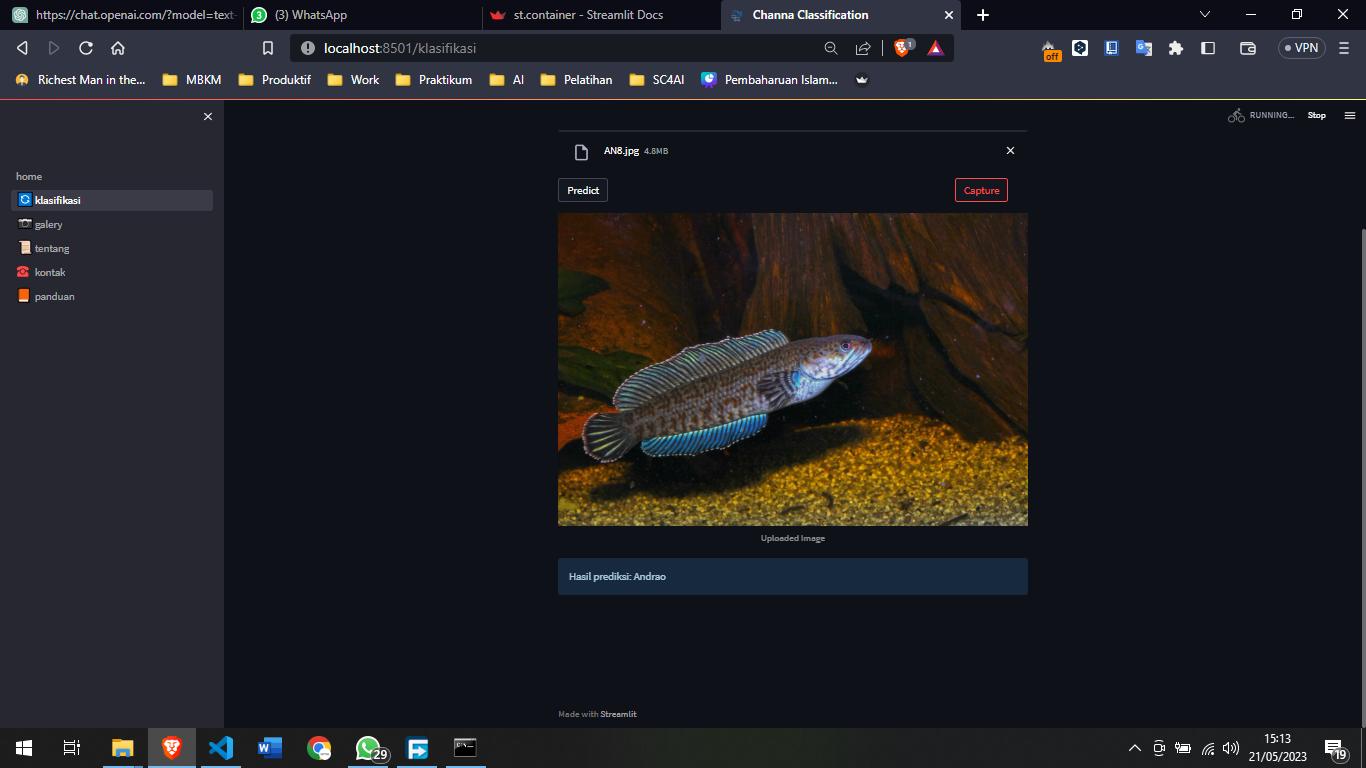 https://chat.openai.com/?model=text-
(3) WhatsApp
st.container - Streamlit Docs
Channa Classification
localhost:8501/klasifikasi
1
off
VPN
Richest Man in the...
MBKM
Produktif
Work
Praktikum
AI
Pelatihan
SC4AI
Pembaharuan Islam...
RUNNING...
Stop
home
klasifikasi
galery
tentang
kontak
panduan
AN8.jpg 4.8MB
Predict
Capture
Uploaded Image
Hasil prediksi: Andrao
Made with Streamlit
29
15:13
21/05/2023
19